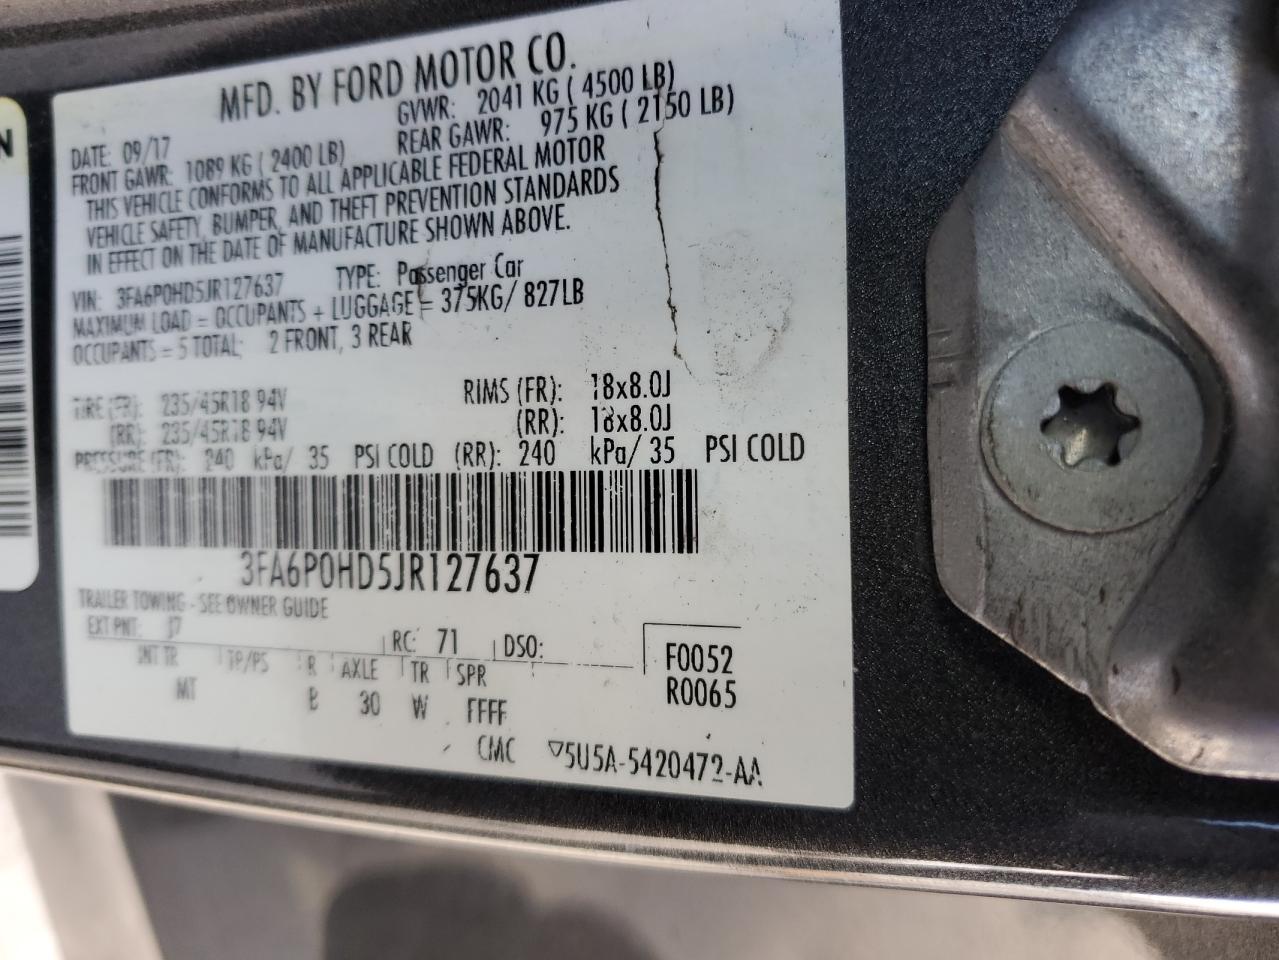 N
MFD. BY FORD MOTOR CO.
DATE: 09/17 GVWR: 2041 KG ( 4500 LB)
FRONT GAWR: 1089 KG ( 2400 LB) REAR GAWR: 975 KG ( 2150 LB)
THIS VEHICLE CONFORMS TO ALL APPLICABLE FEDERAL MOTOR
VEHICLE SAFETY, BUMPER, AND THEFT PREVENTION STANDARDS
IN EFFECT ON THE DATE OF MANUFACTURE SHOWN ABOVE.
VIN: 3FA6P0HD5JR127637 TYPE: Passenger Car
MAXIMUM LOAD = OCCUPANTS + LUGGAGE = 375KG/ 827LB
OCCUPANTS = 5 TOTAL: 2 FRONT, 3 REAR
TIRE (FR): 235/45R18 94V RIMS (FR): 18x8.0J
(RR): 235/45R18 94V (RR): 18x8.0J
PRESSURE (FR): 240 kPa/ 35 PSI COLD (RR): 240 kPa/ 35 PSI COLD
3FA6P0HD5JR127637
TRAILER TOWING - SEE OWNER GUIDE
EXT PNT: J7 RC: 71 DSO: F0052
INT TR TP/PS R AXLE TR SPR R0065
MT B 30 W FFFF
CMC ▽5U5A-5420472-AA